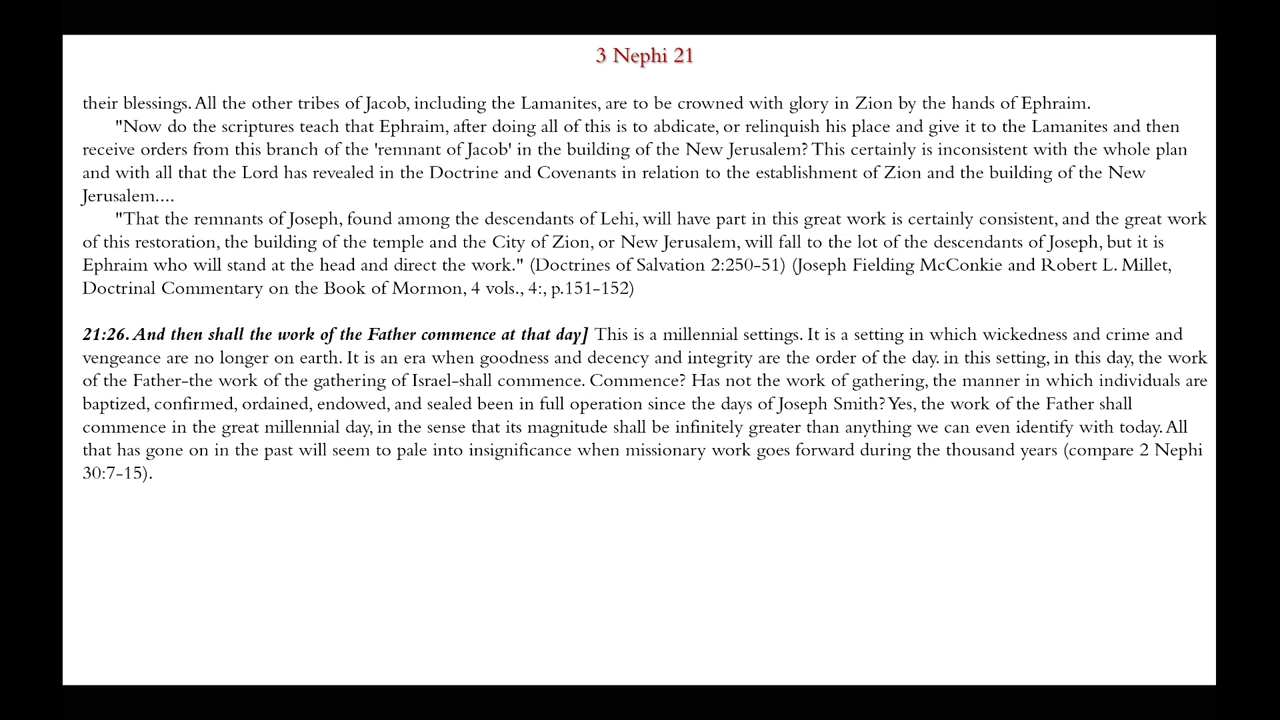 3 Nephi 21
their blessings. All the other tribes of Jacob, including the Lamanites, are to be crowned with glory in Zion by the hands of Ephraim.
"Now do the scriptures teach that Ephraim, after doing all of this is to abdicate, or relinquish his place and give it to the Lamanites and then
receive orders from this branch of the 'remnant of Jacob' in the building of the New Jerusalem? This certainly is inconsistent with the whole plan
and with all that the Lord has revealed in the Doctrine and Covenants in relation to the establishment of Zion and the building of the New
Jerusalem....
"That the remnants of Joseph, found among the descendants of Lehi, will have part in this great work is certainly consistent, and the great work
of this restoration, the building of the temple and the City of Zion, or New Jerusalem, will fall to the lot of the descendants of Joseph, but it is
Ephraim who will stand at the head and direct the work." (Doctrines of Salvation 2:250-51) (Joseph Fielding McConkie and Robert L. Millet,
Doctrinal Commentary on the Book of Mormon, 4 vols., 4:, p.151-152)
21:26. And then shall the work of the Father commence at that day] This is a millennial settings. It is a setting in which wickedness and crime and
vengeance are no longer on earth. It is an era when goodness and decency and integrity are the order of the day. in this setting, in this day, the work
of the Father-the work of the gathering of Israel-shall commence. Commence? Has not the work of gathering, the manner in which individuals are
baptized, confirmed, ordained, endowed, and sealed been in full operation since the days of Joseph Smith? Yes, the work of the Father shall
commence in the great millennial day, in the sense that its magnitude shall be infinitely greater than anything we can even identify with today. All
that has gone on in the past will seem to pale into insignificance when missionary work goes forward during the thousand years (compare 2 Nephi
30:7-15).